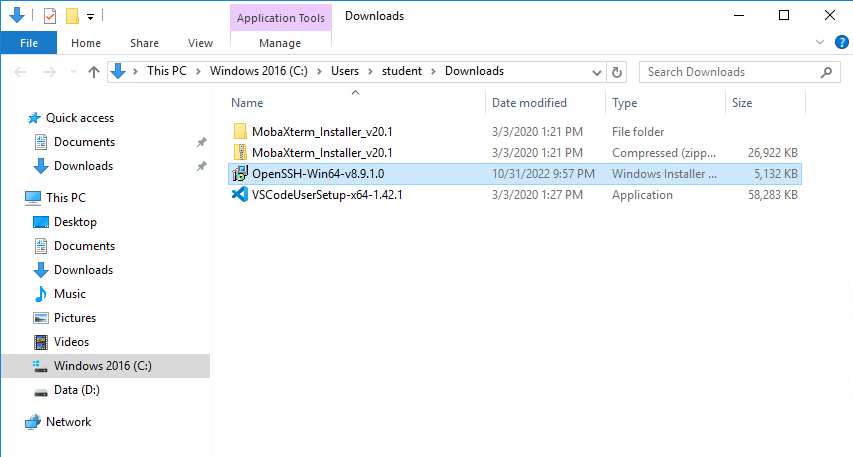 Application Tools Downloads
File Home Share View Manage
This PC Windows 2016 (C:) Users student Downloads Search Downloads
Name Date modified Type Size
Quick access
Documents
Downloads
This PC
Desktop
Documents
Downloads
Music
Pictures
Videos
Windows 2016 (C:)
Data (D:)
Network
MobaXterm_Installer_v20.1 3/3/2020 1:21 PM File folder
MobaXterm_Installer_v20.1 3/3/2020 1:21 PM Compressed (zipp... 26,922 KB
OpenSSH-Win64-v8.9.1.0 10/31/2022 9:57 PM Windows Installer ... 5,132 KB
VSCodeUserSetup-x64-1.42.1 3/3/2020 1:27 PM Application 58,283 KB